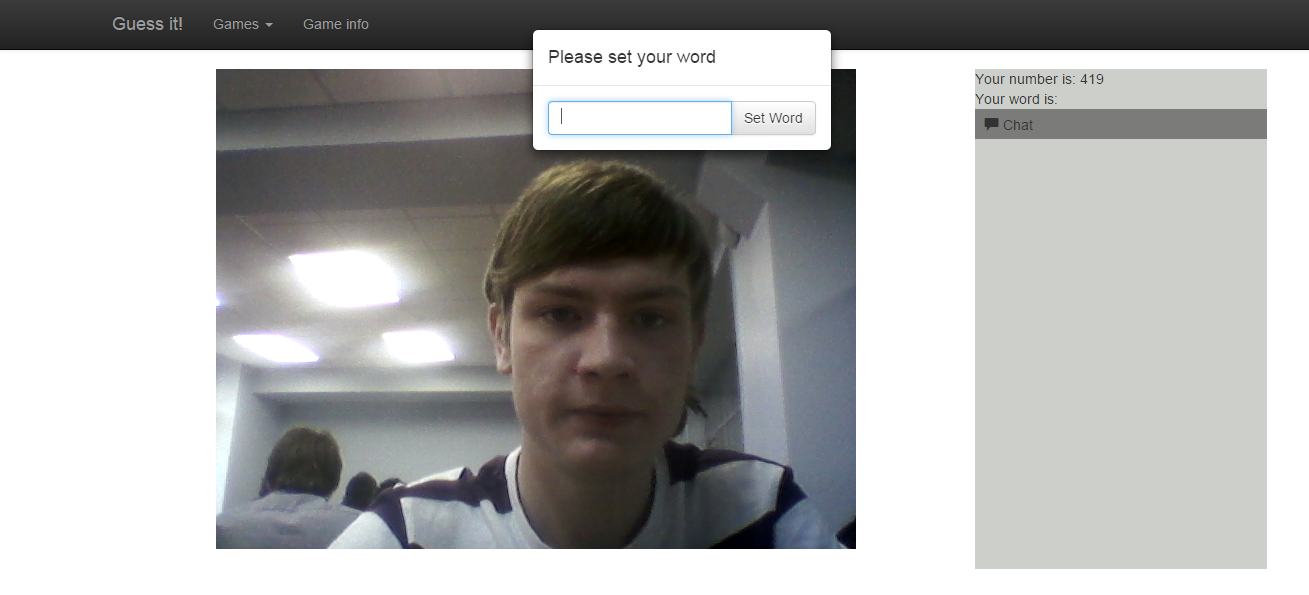 Guess it! Games Game info
Please set your word
Set Word
Your number is: 419
Your word is:
Chat